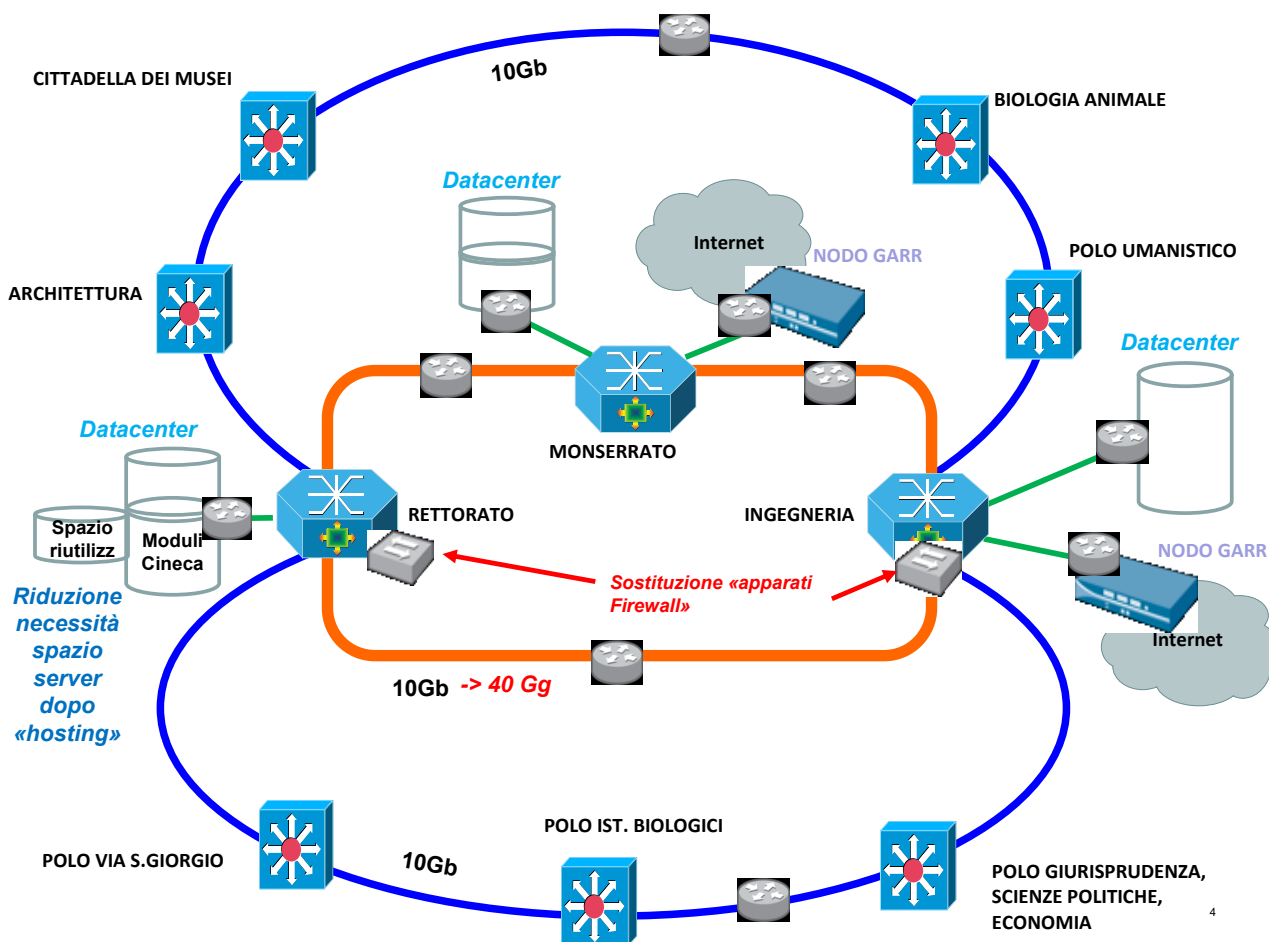 10Gb
CITTADELLA DEI MUSEI
BIOLOGIA ANIMALE
Datacenter
Internet
NODO GARR
POLO UMANISTICO
ARCHITETTURA
Datacenter
Datacenter
MONSERRATO
RETTORATO
INGEGNERIA
Spazio
riutilizz
Moduli
Cineca
NODO GARR
Internet
Sostituzione «apparati
Firewall»
Riduzione
necessità
spazio
server
dopo
«hosting»
10Gb -> 40 Gg
POLO VIA S.GIORGIO
10Gb
POLO IST. BIOLOGICI
POLO GIURISPRUDENZA,
SCIENZE POLITICHE,
ECONOMIA
4